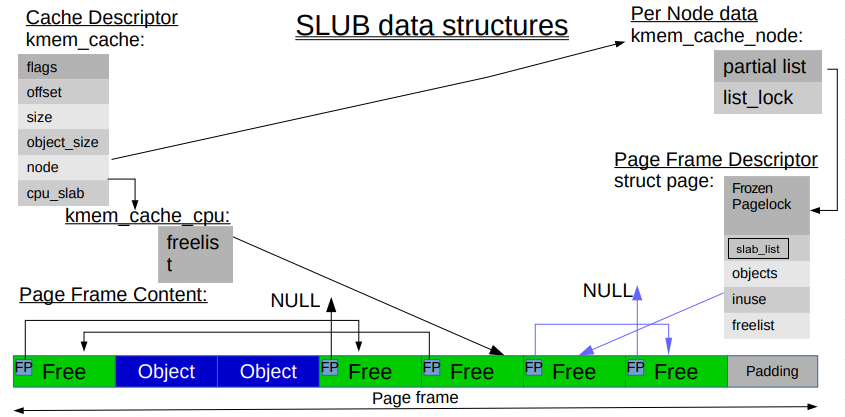 SLUB data structures
Cache Descriptor
kmem_cache:
flags
offset
size
object_size
node
cpu_slab
kmem_cache_cpu:
freelis
t
Per Node data
kmem_cache_node:
partial list
list_lock
Page Frame Descriptor
struct page:
Frozen
Pagelock
slab_list
objects
inuse
freelist
Page Frame Content:
NULL
NULL
FP Free
Object
Object
FP Free
FP Free
FP Free
FP Free
Padding
Page frame